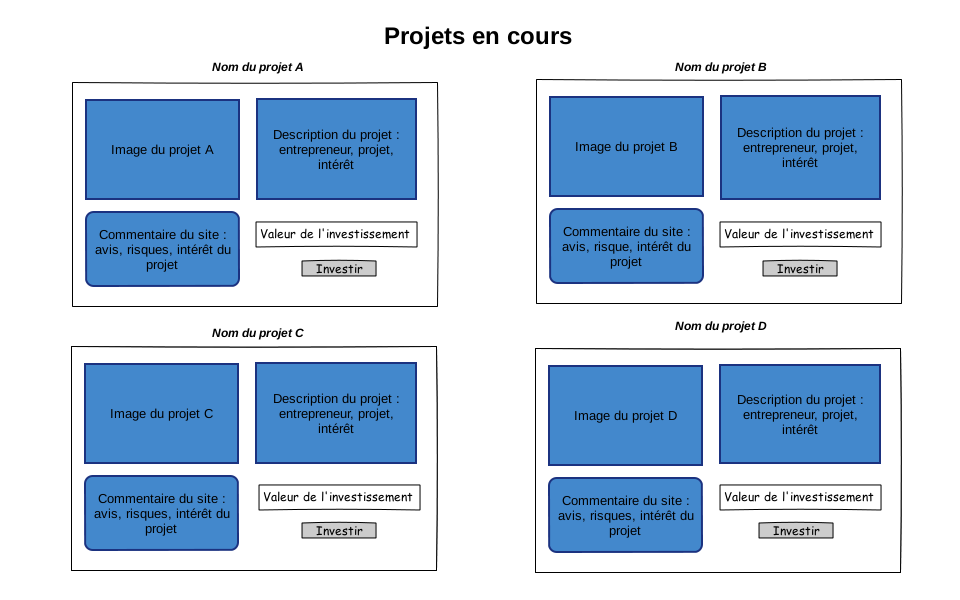 Projets en cours
Nom du projet A
Image du projet A
Description du projet :
entrepreneur, projet,
intérêt
Commentaire du site :
avis, risques, intérêt du
projet
Valeur de l'investissement
Investir
Nom du projet B
Image du projet B
Description du projet :
entrepreneur, projet,
intérêt
Commentaire du site :
avis, risque, intérêt du
projet
Valeur de l'investissement
Investir
Nom du projet C
Image du projet C
Description du projet :
entrepreneur, projet,
intérêt
Commentaire du site :
avis, risques, intérêt du
projet
Valeur de l'investissement
Investir
Nom du projet D
Image du projet D
Description du projet :
entrepreneur, projet,
intérêt
Commentaire du site :
avis, risques, intérêt du
projet
Valeur de l'investissement
Investir